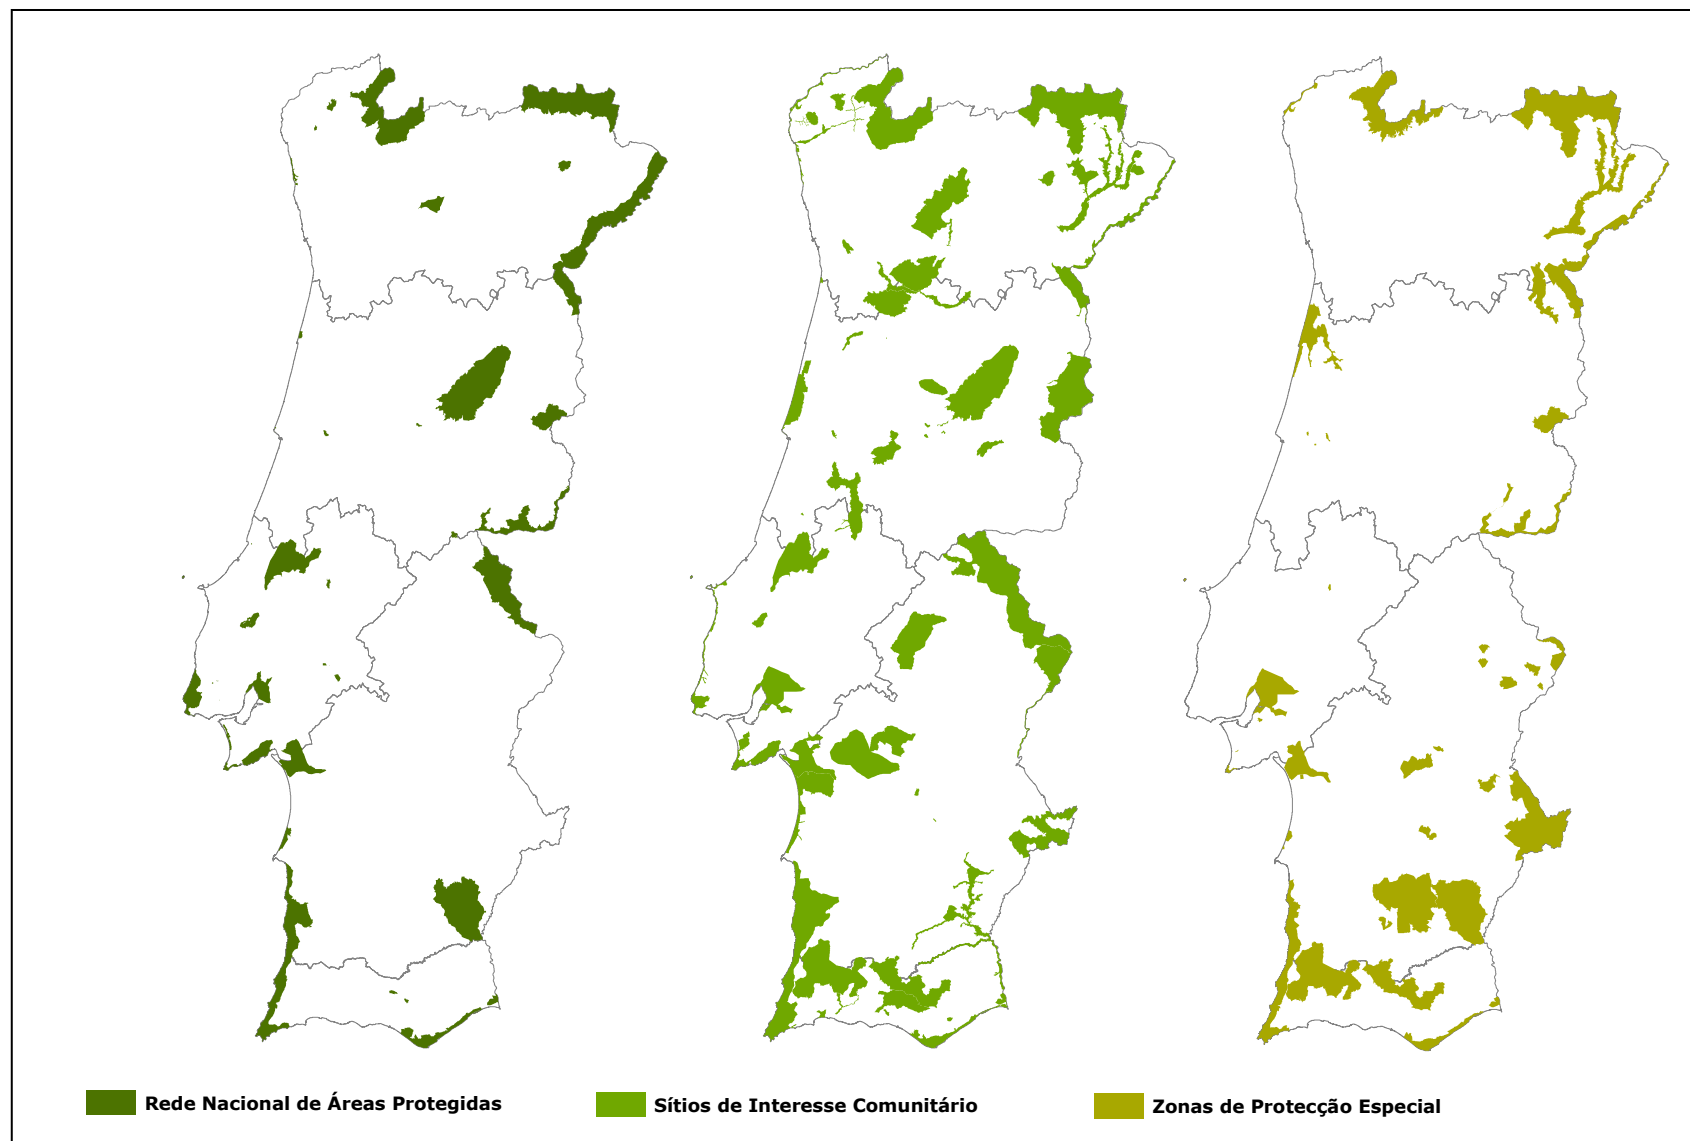 Rede Nacional de Áreas Protegidas
Sítios de Interesse Comunitário
Zonas de Protecção Especial